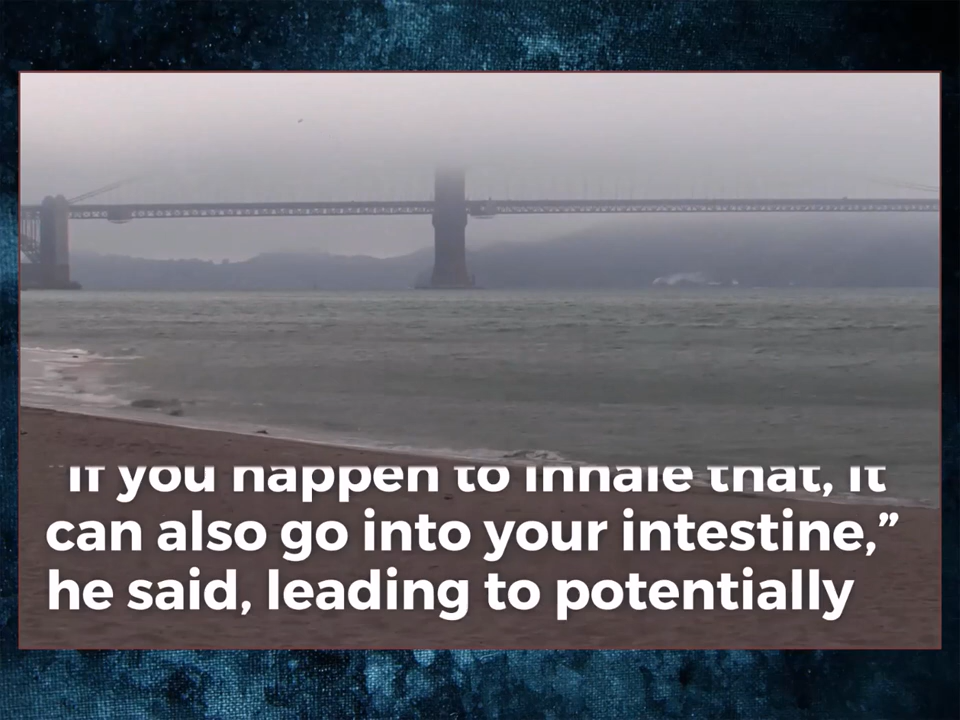 "If you happen to inhale that, it
can also go into your intestine,”
he said, leading to potentially